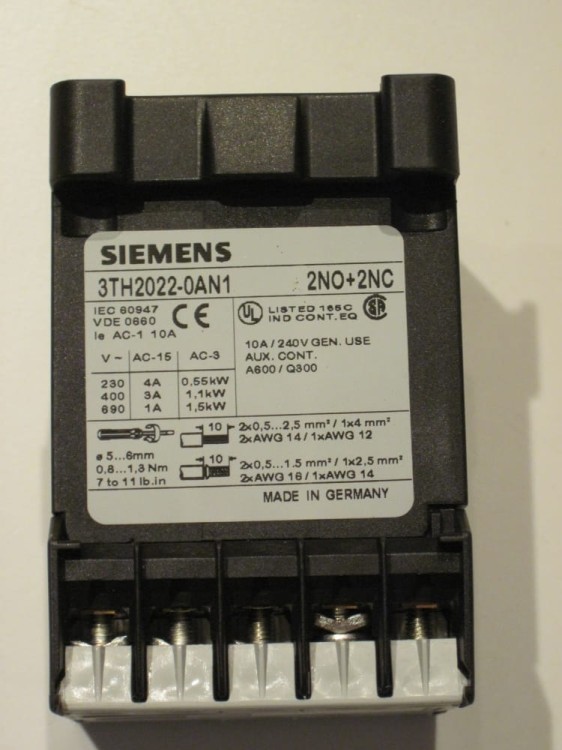 SIEMENS
3TH2022-0AN1 2NO+2NC
IEC 60947
VDE 0660
CE
Ie AC-1 10A
UL LISTED 165C
IND CONT. EQ SA
10A / 240V GEN. USE
AUX. CONT.
A600 / Q300
V ~ AC-15 AC-3
230 4A 0,55kW
400 3A 1,1kW
690 1A 1,5kW
10 2x0,5...2,5 mm² / 1x4 mm²
2xAWG 14 / 1xAWG 12
ø 5...6mm
0,8...1,3 Nm
7 to 11 lb.in
10 2x0,5...1.5 mm² / 1x2,5 mm²
2xAWG 16 / 1xAWG 14
MADE IN GERMANY